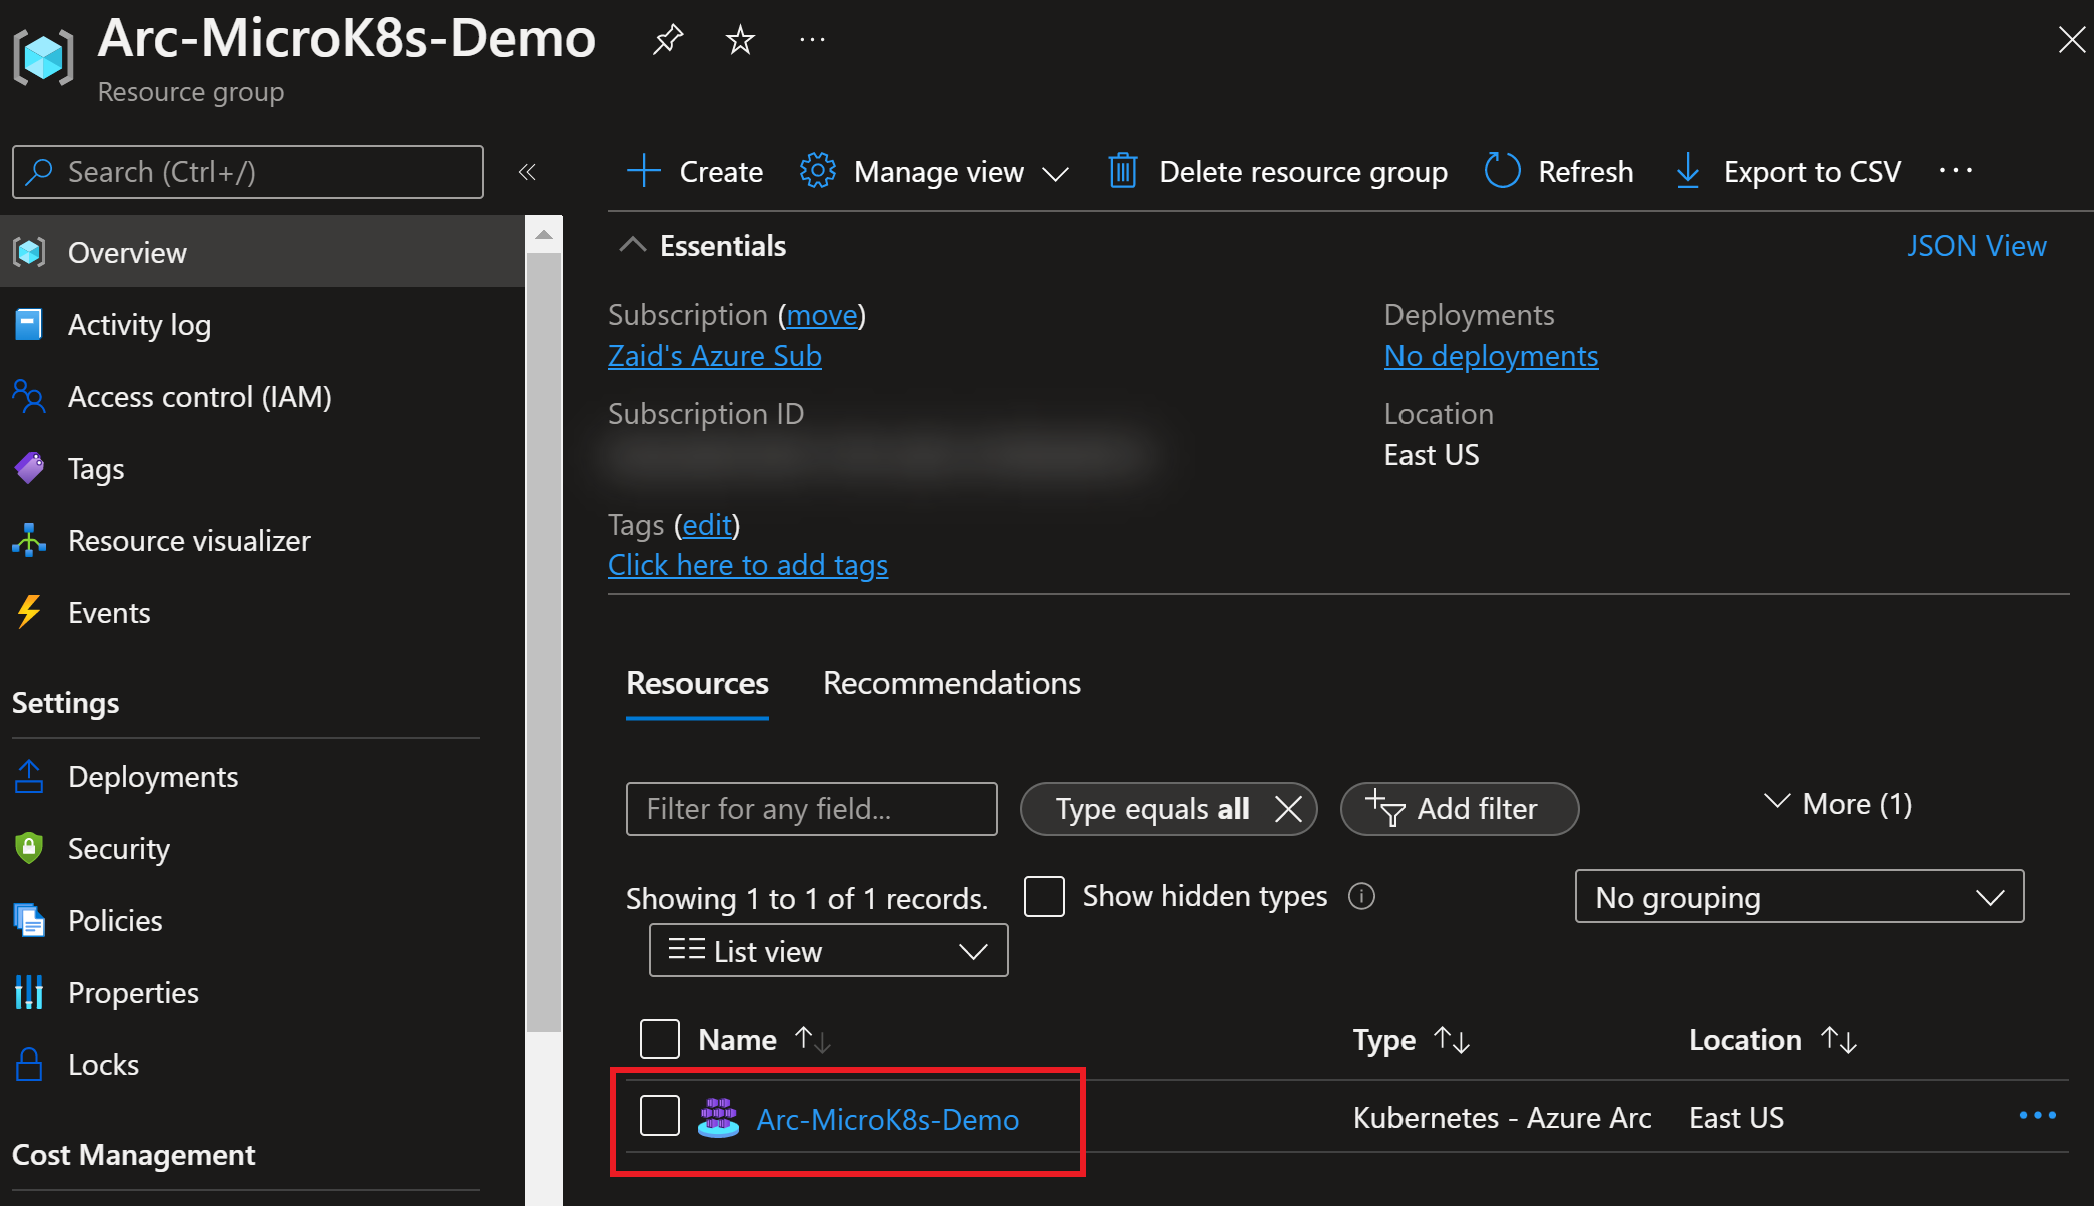 Arc-MicroK8s-Demo
Resource group
Search (Ctrl+/)
Overview
Activity log
Access control (IAM)
Tags
Resource visualizer
Events
Settings
Deployments
Security
Policies
Properties
Locks
Cost Management
Create
Manage view
Delete resource group
Refresh
Export to CSV
Essentials
JSON View
Subscription (move)
Zaid's Azure Sub
Subscription ID
Tags (edit)
Click here to add tags
Deployments
No deployments
Location
East US
Resources
Recommendations
Filter for any field...
Type equals all
Add filter
More (1)
Showing 1 to 1 of 1 records.
Show hidden types
No grouping
List view
Name
Type
Location
Arc-MicroK8s-Demo
Kubernetes - Azure Arc
East US